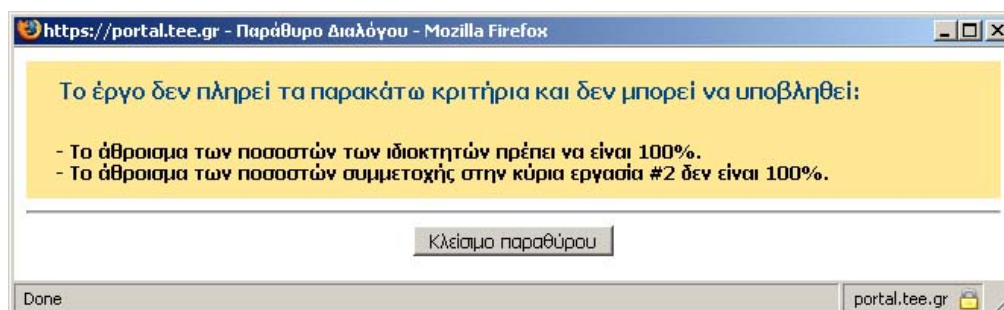 https://portal.tee.gr - Παράθυρο Διαλόγου - Mozilla Firefox
Το έργο δεν πληρεί τα παρακάτω κριτήρια και δεν μπορεί να υποβληθεί:
- Το άθροισμα των ποσοστών των ιδιοκτητών πρέπει να είναι 100%.
- Το άθροισμα των ποσοστών συμμετοχής στην κύρια εργασία #2 δεν είναι 100%.
Κλείσιμο παραθύρου
Done portal.tee.gr